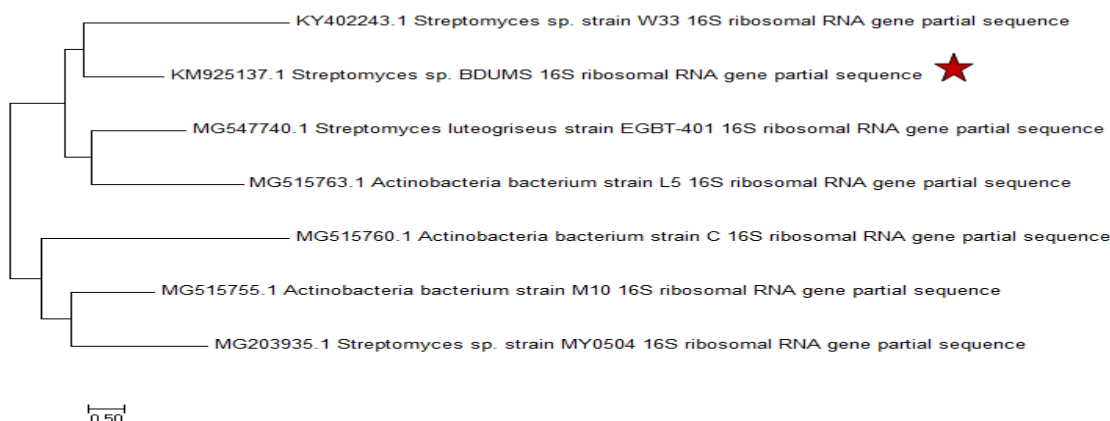 KY402243.1 Streptomyces sp. strain W33 16S ribosomal RNA gene partial sequence
KM925137.1 Streptomyces sp. BDUMS 16S ribosomal RNA gene partial sequence
MG547740.1 Streptomyces luteogriseus strain EGBT-401 16S ribosomal RNA gene partial sequence
MG515763.1 Actinobacteria bacterium strain L5 16S ribosomal RNA gene partial sequence
MG515760.1 Actinobacteria bacterium strain C 16S ribosomal RNA gene partial sequence
MG515755.1 Actinobacteria bacterium strain M10 16S ribosomal RNA gene partial sequence
MG203935.1 Streptomyces sp. strain MY0504 16S ribosomal RNA gene partial sequence
0.50